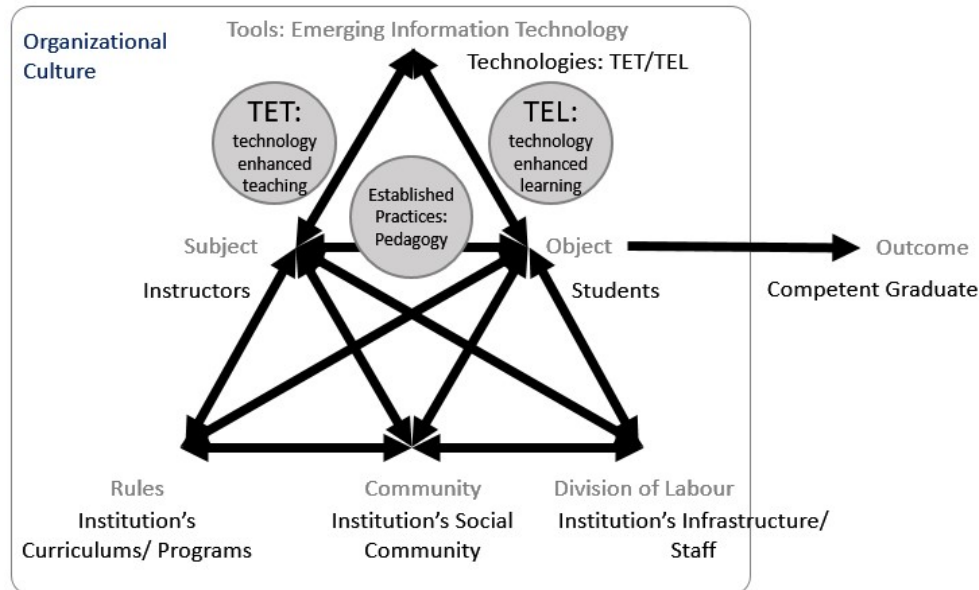 Tools: Emerging Information Technology
Organizational
Culture
Technologies: TET/TEL
TET:
technology
enhanced
teaching
TEL:
technology
enhanced
learning
Established
Practices:
Pedagogy
Subject
Object
Outcome
Instructors
Students
Competent Graduate
Rules
Community
Division of Labour
Institution’s
Curriculums/ Programs
Institution’s Social
Community
Institution’s Infrastructure/
Staff